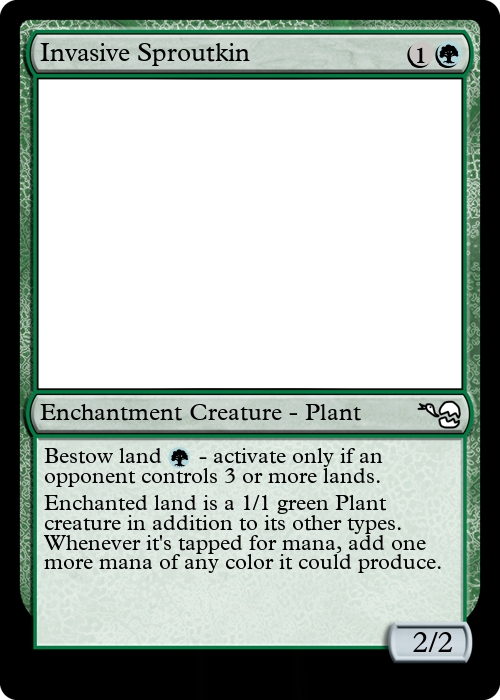 Invasive Sproutkin 1
Enchantment Creature - Plant
Bestow land - activate only if an
opponent controls 3 or more lands.
Enchanted land is a 1/1 green Plant
creature in addition to its other types.
Whenever it's tapped for mana, add one
more mana of any color it could produce.
2/2